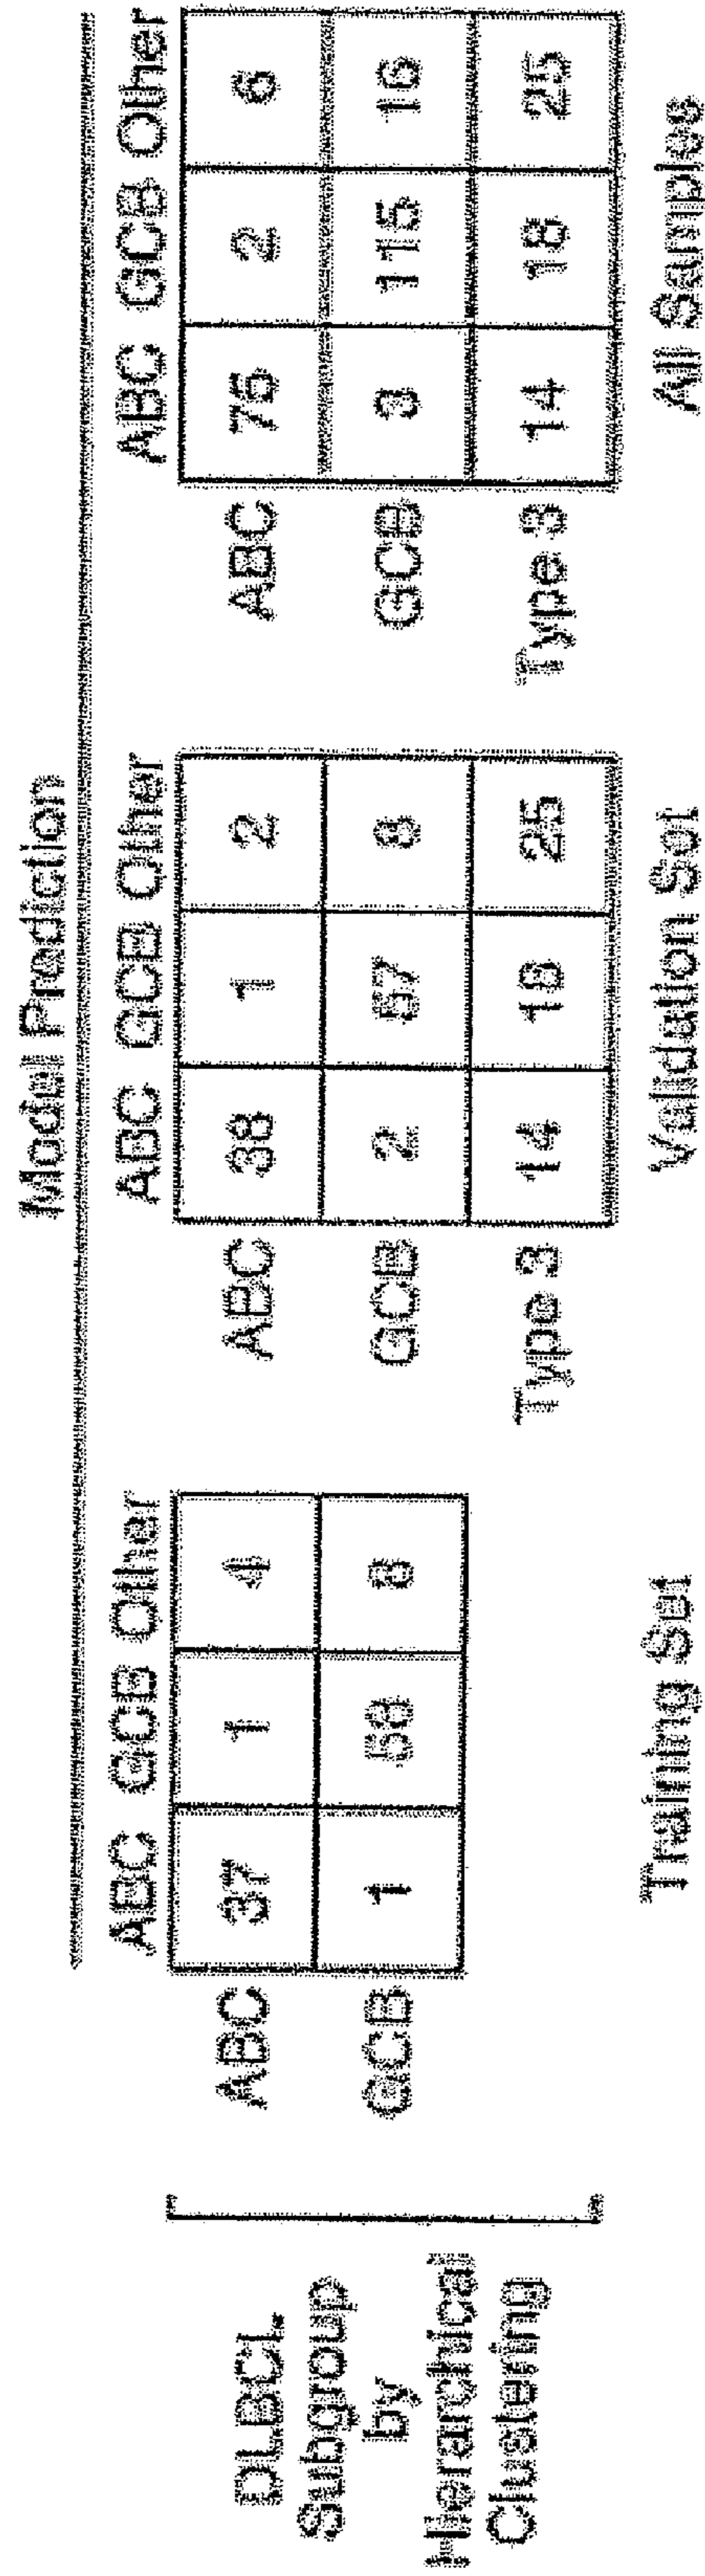 Model Prediction
DLBCL
Subgroup
by
Hierarchical
Clustering
ABC GCB Other
ABC 37 1 4
GCB 1 58 8
Training Set
ABC GCB Other
ABC 38 1 2
GCB 2 57 8
Type 3 14 18 25
Validation Set
ABC GCB Other
ABC 75 2 6
GCB 3 115 16
Type 3 14 18 25
All Samples